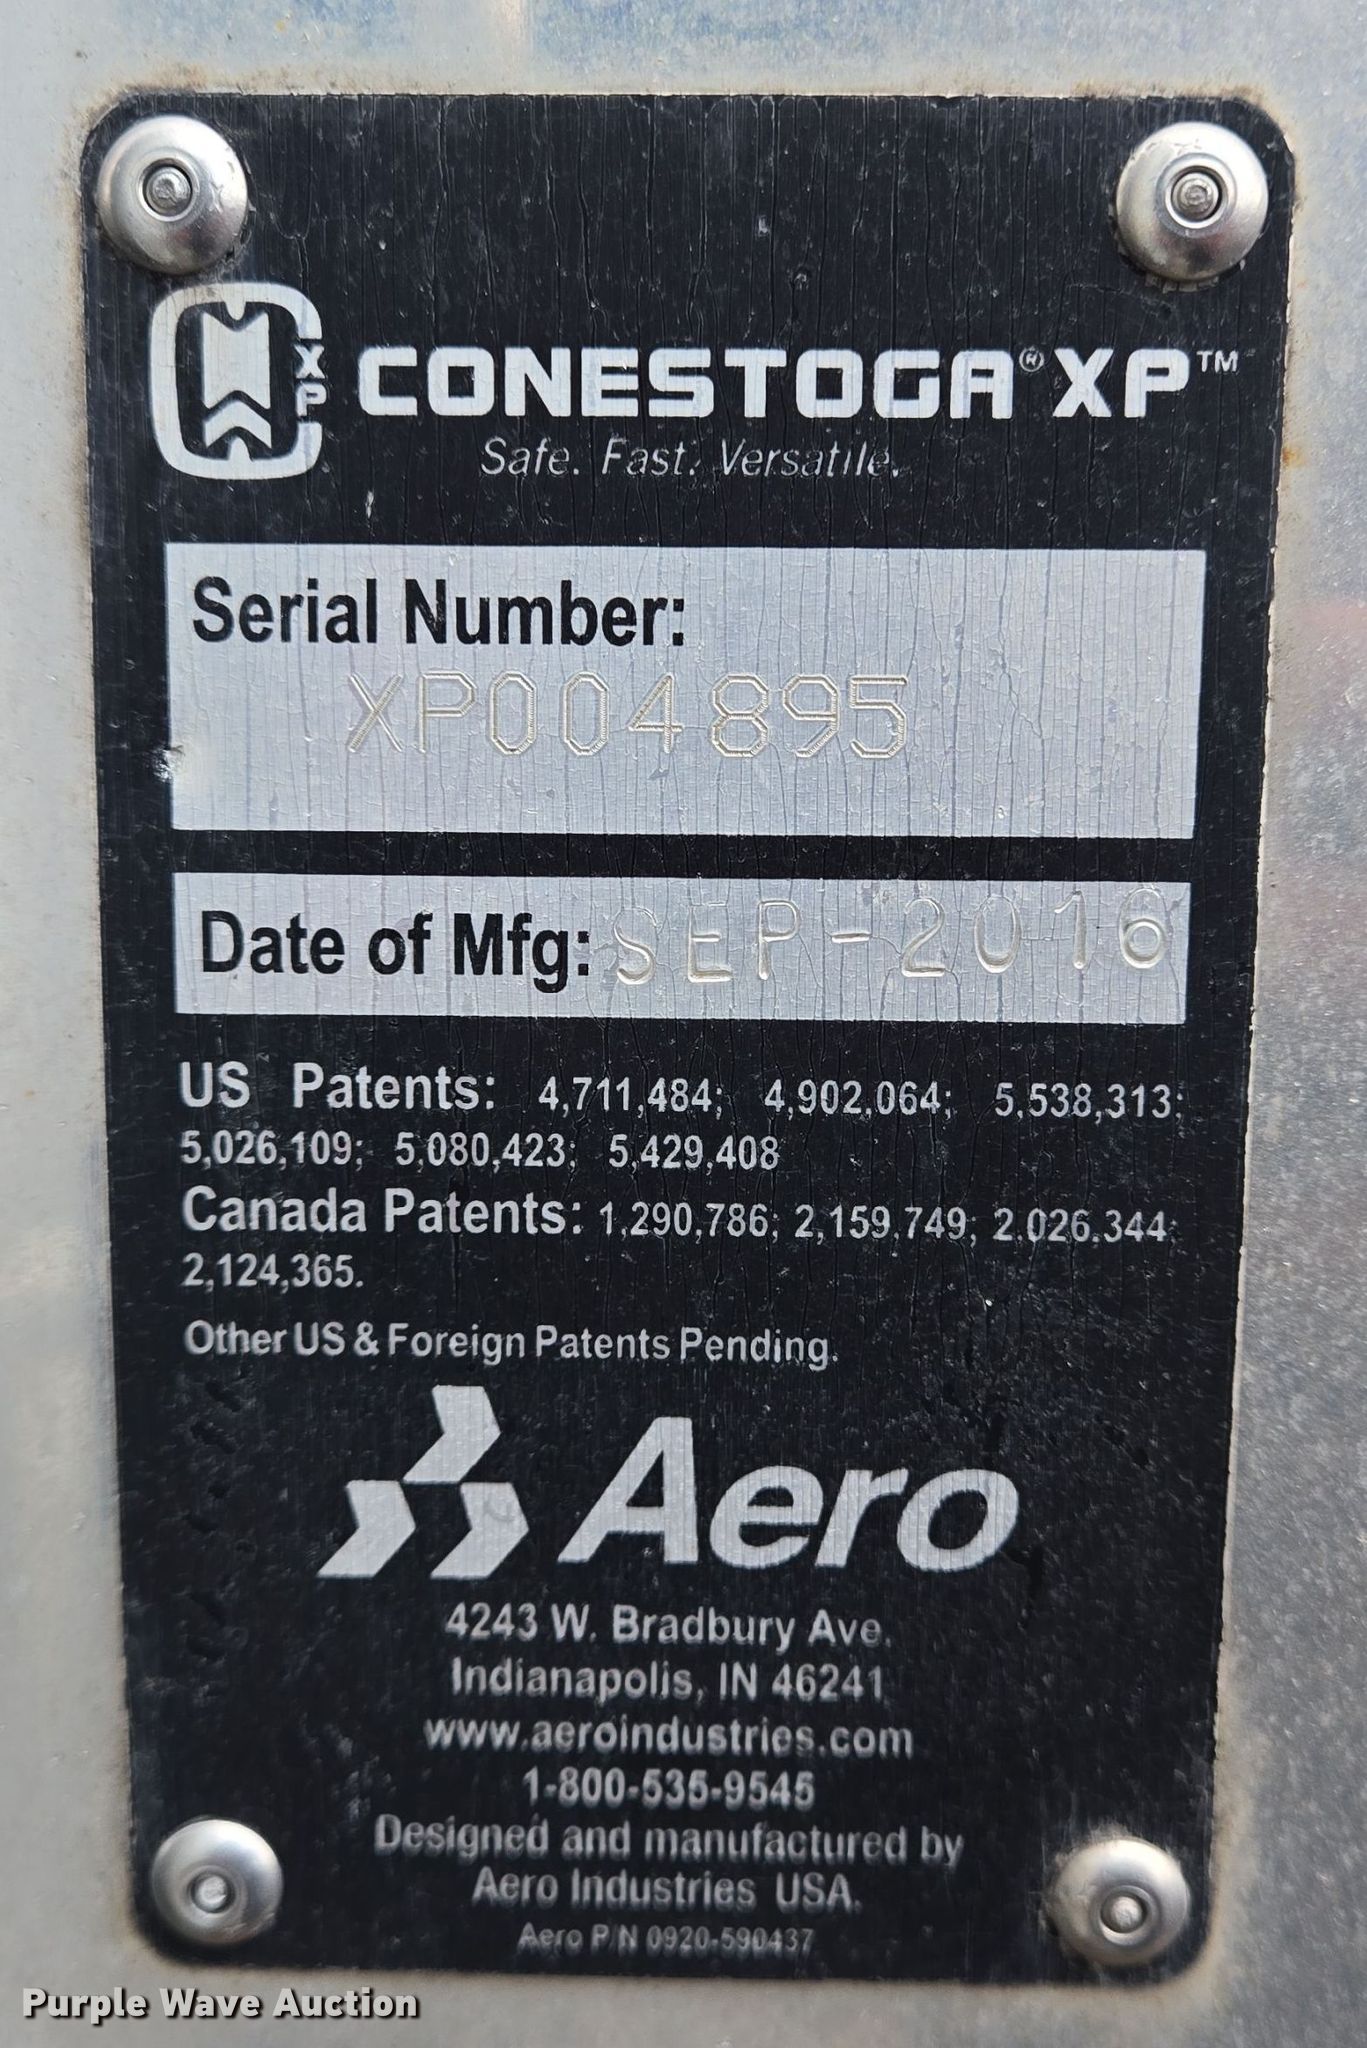 XP
CONESTOGA® XP™
Safe. Fast. Versatile.
Serial Number:
XP004895
Date of Mfg: SEP-2016
US Patents: 4,711,484; 4,902,064; 5,538,313;
5,026,109; 5,080,423; 5,429,408
Canada Patents: 1,290,786; 2,159,749; 2,026,344;
2,124,365.
Other US & Foreign Patents Pending.
Aero
4243 W. Bradbury Ave.
Indianapolis, IN 46241
www.aeroindustries.com
1-800-535-9545
Designed and manufactured by
Aero Industries USA.
Aero P/N 0920-590437
Purple Wave Auction